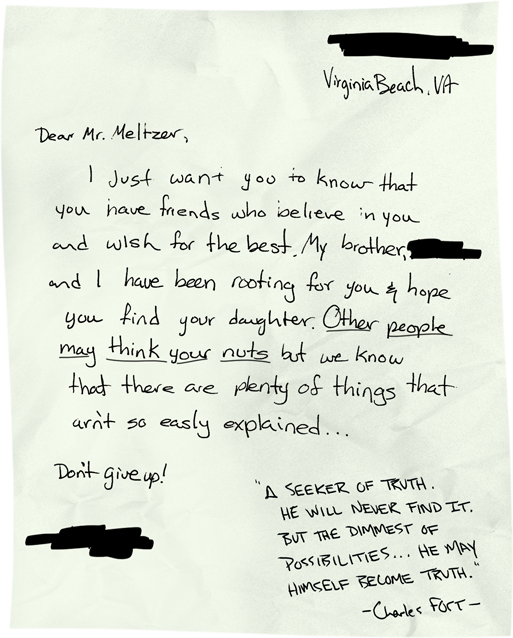 Virginia Beach, VA
Dear Mr. Meltzer,
I Just want you to know that
you have friends who believe in you
and wish for the best. My brother,
and I have been rooting for you & hope
you find your daughter. Other people
may think your nuts but we know
that there are plenty of things that
arn't so easly explained...
Don't give up!
"A SEEKER OF TRUTH.
HE WILL NEVER FIND IT.
BUT THE DIMMEST OF
POSSIBILITIES... HE MAY
HIMSELF BECOME TRUTH."
-Charles FORT-